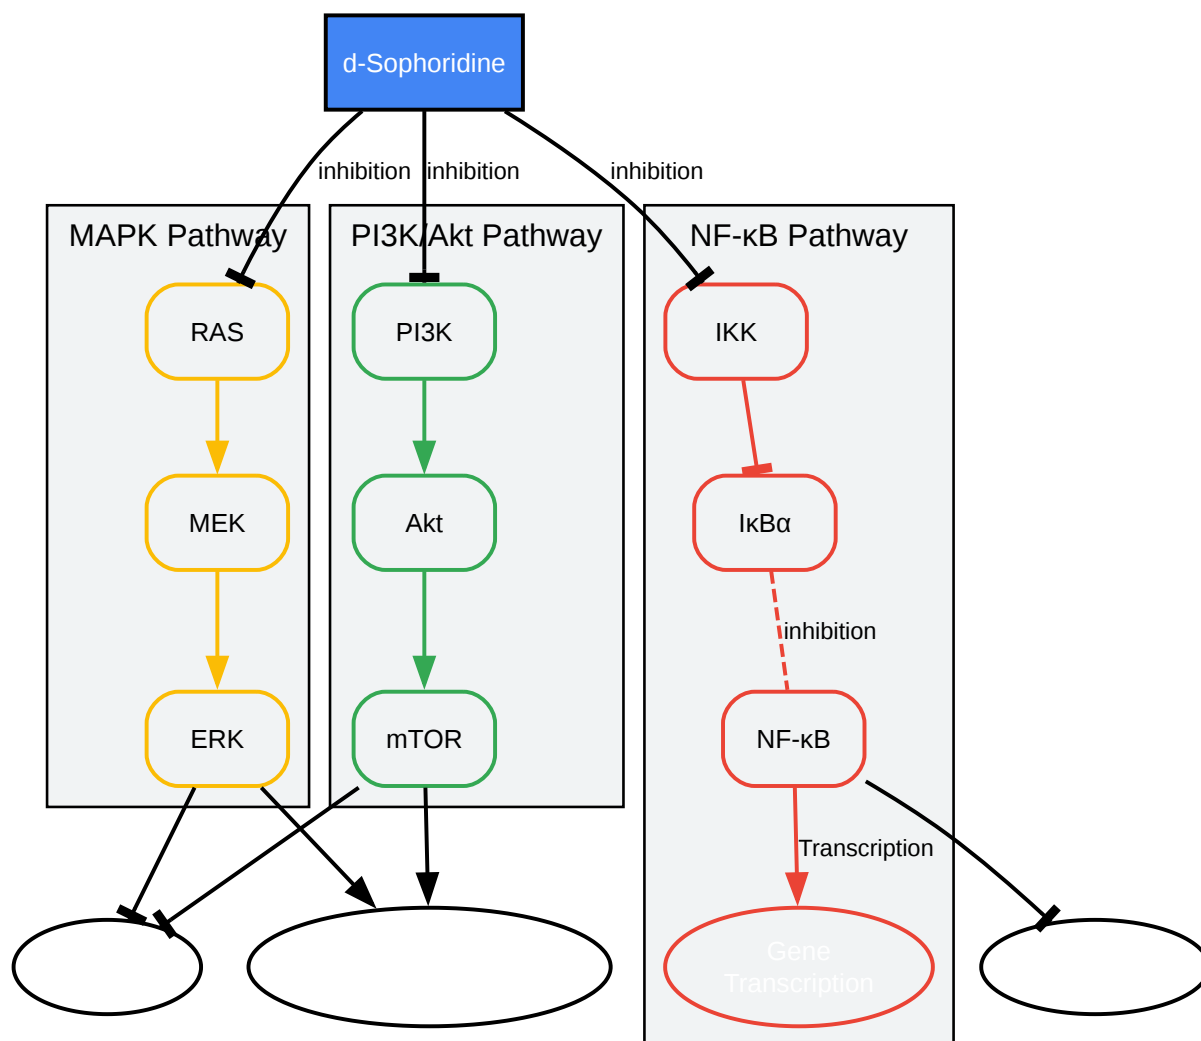 d-Sophoridine
inhibition
inhibition
inhibition
MAPK Pathway
PI3K/Akt Pathway
NF-κB Pathway
RAS
PI3K
IKK
MEK
Akt
IκBα
inhibition
ERK
mTOR
NF-κB
Transcription
Gene
Transcription